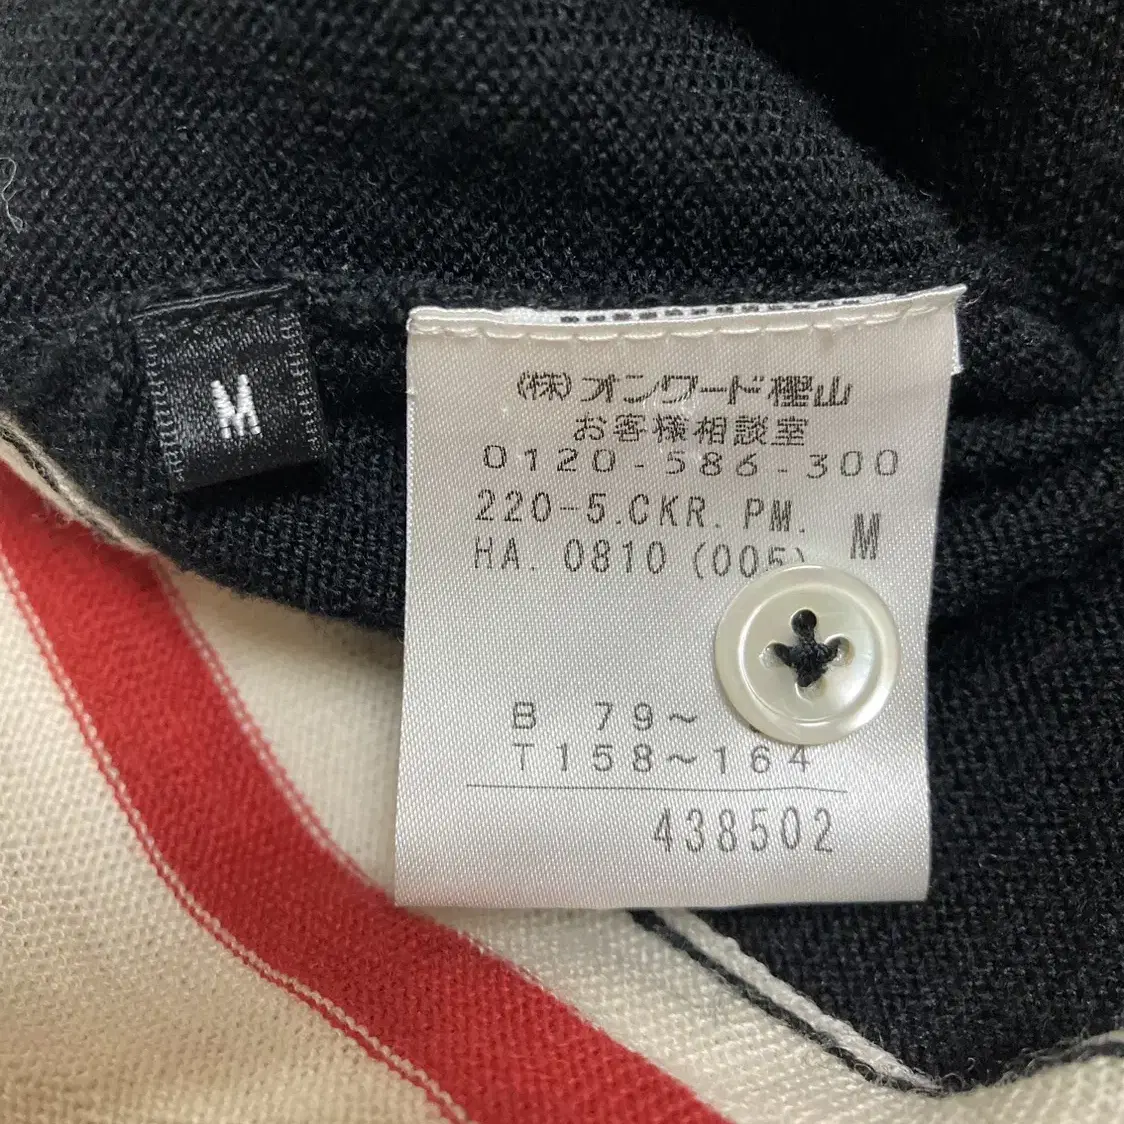 M
(株)オンワード樫山
お客様相談室
0120-586-300
220-5.CKR. PM. M
HA. 0810 (005)
B 79~
T158~164
438502